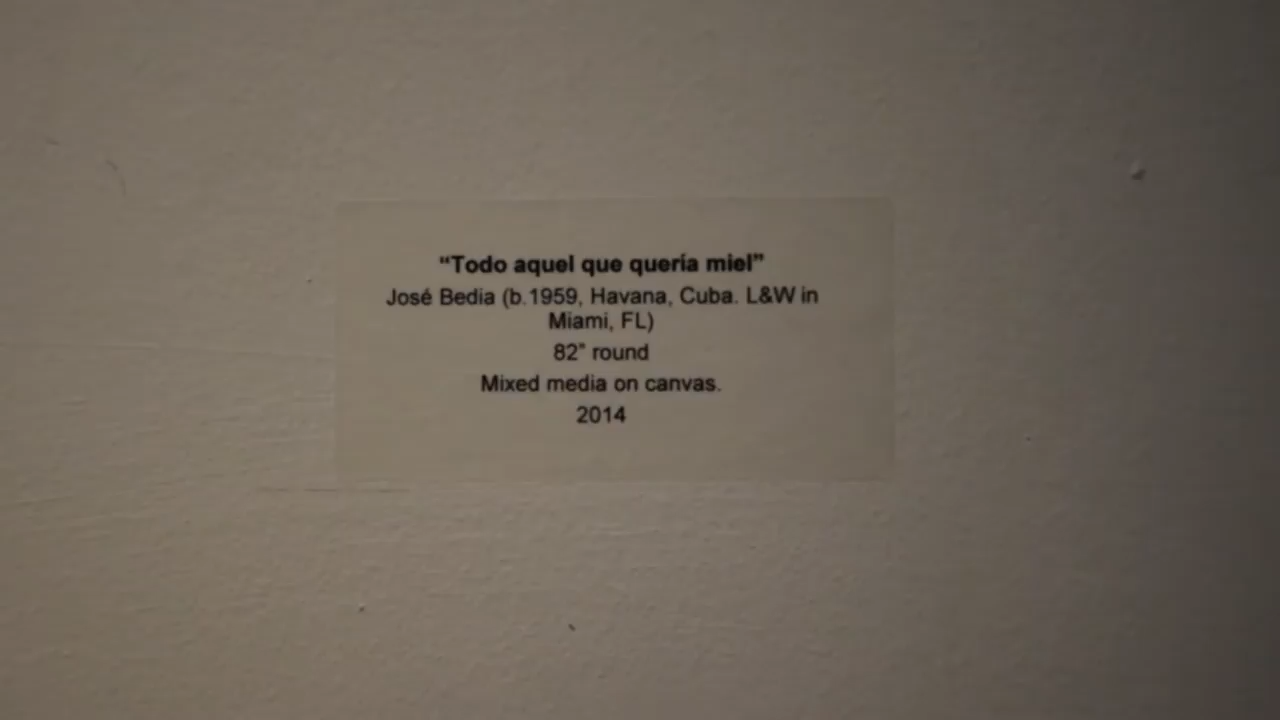 “Todo aquel que quería miel”
José Bedia (b.1959, Havana, Cuba. L&W in
Miami, FL)
82” round
Mixed media on canvas.
2014